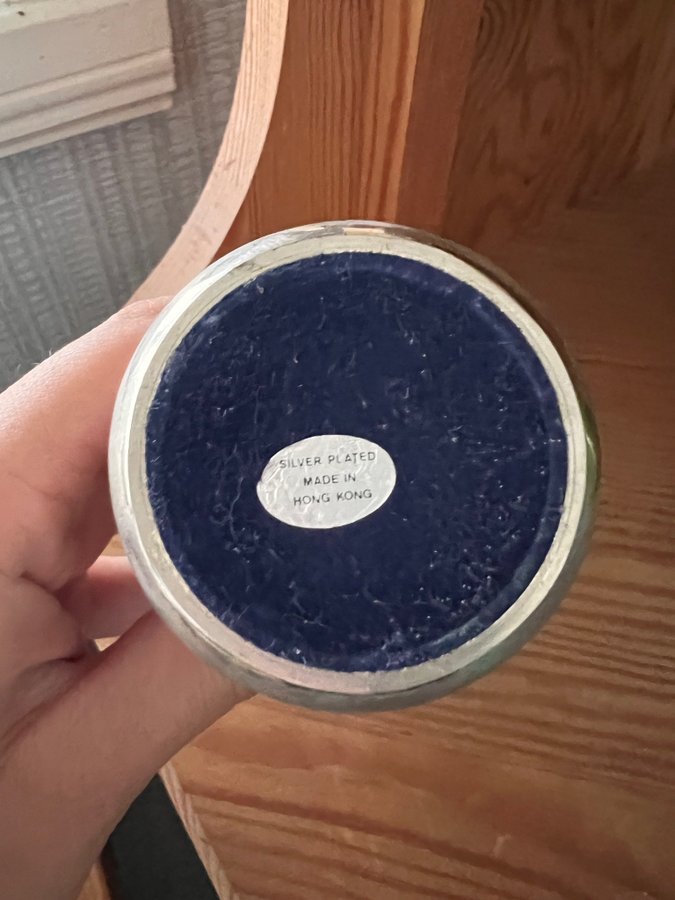 SILVER PLATED
MADE IN
HONG KONG